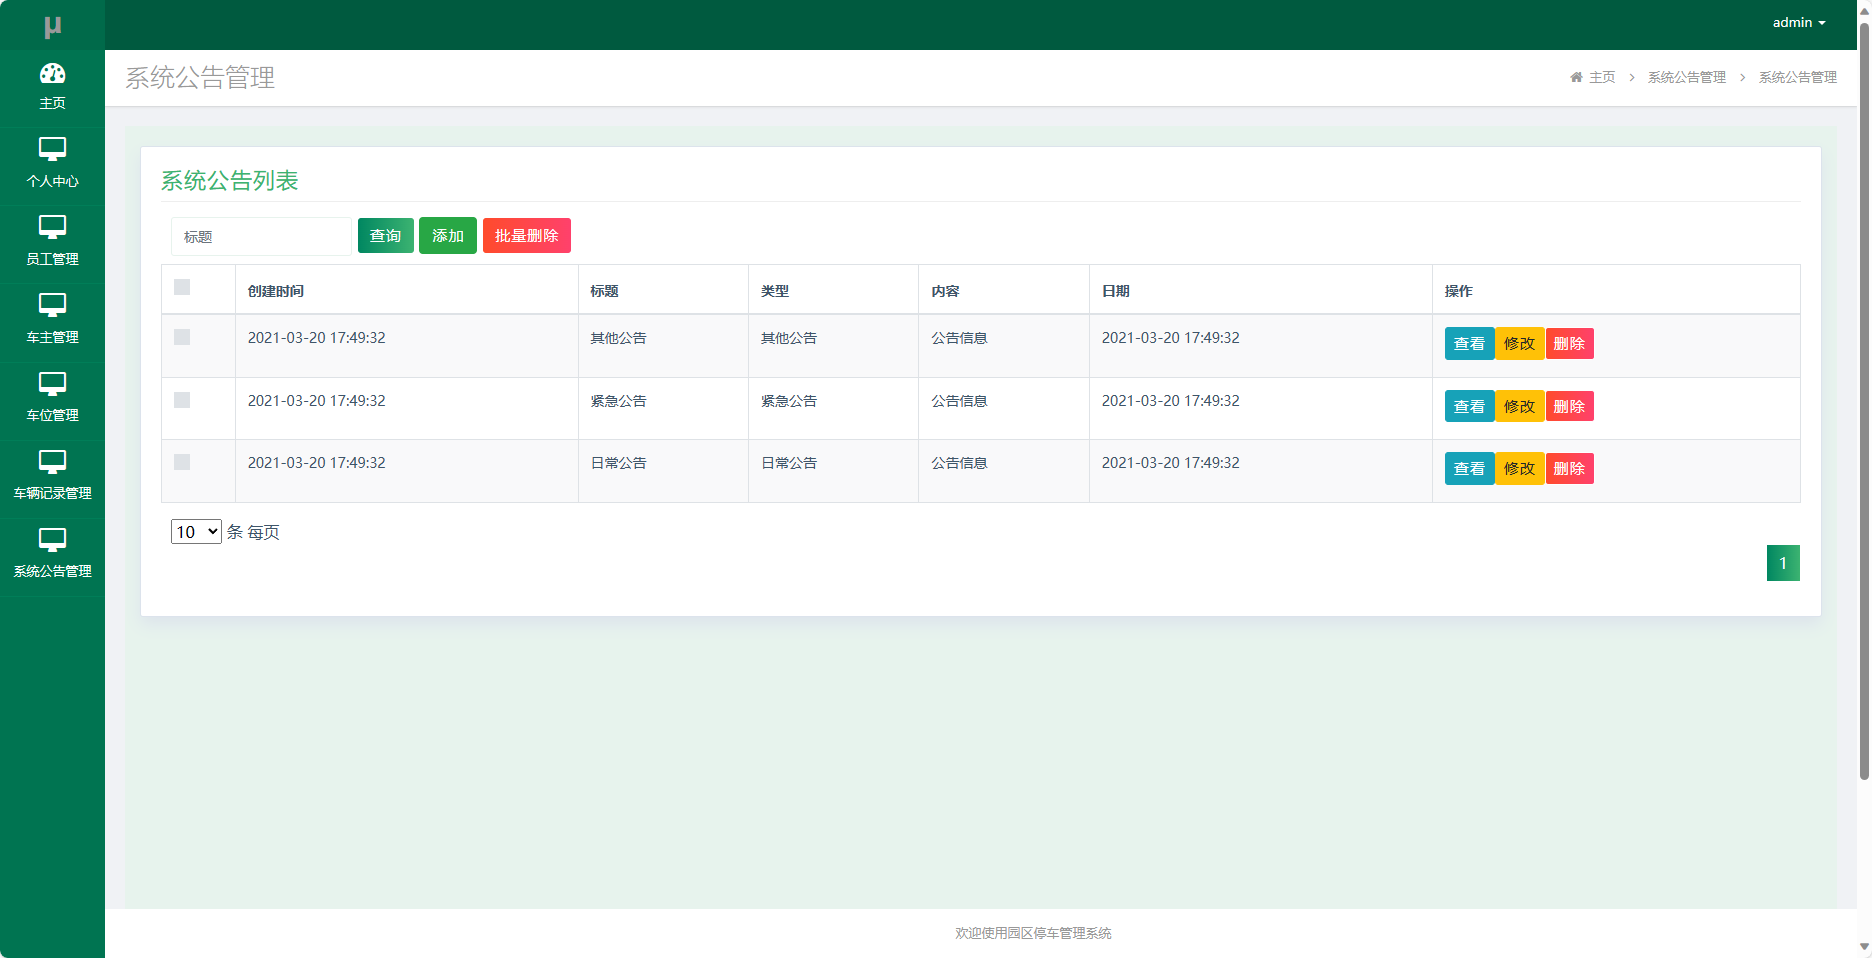 μ
admin
主页
个人中心
员工管理
车主管理
车位管理
车辆记录管理
系统公告管理
系统公告管理
主页 > 系统公告管理 > 系统公告管理
系统公告列表
标题 查询 添加 批量删除
创建时间 标题 类型 内容 日期 操作
2021-03-20 17:49:32 其他公告 其他公告 公告信息 2021-03-20 17:49:32 查看 修改 删除
2021-03-20 17:49:32 紧急公告 紧急公告 公告信息 2021-03-20 17:49:32 查看 修改 删除
2021-03-20 17:49:32 日常公告 日常公告 公告信息 2021-03-20 17:49:32 查看 修改 删除
10 条 每页
1
欢迎使用园区停车管理系统